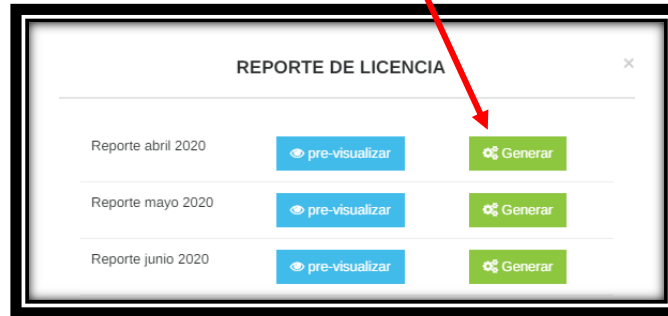 REPORTE DE LICENCIA ×
Reporte abril 2020 pre-visualizar Generar
Reporte mayo 2020 pre-visualizar Generar
Reporte junio 2020 pre-visualizar Generar